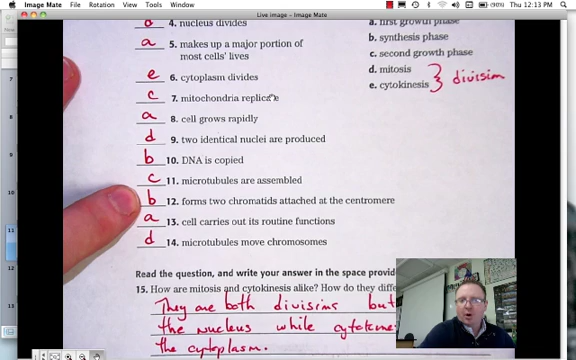 Image Mate File Rotation View Tools Window Help Thu 12:13 PM
Live image – Image Mate
4. nucleus divides
a. first growth phase
a 5. makes up a major portion of
most cells' lives
b. synthesis phase
c. second growth phase
e 6. cytoplasm divides
d. mitosis
e. cytokinesis
division
c 7. mitochondria replicate
a 8. cell grows rapidly
d 9. two identical nuclei are produced
b 10. DNA is copied
c 11. microtubules are assembled
b 12. forms two chromatids attached at the centromere
a 13. cell carries out its routine functions
d 14. microtubules move chromosomes
Read the question, and write your answer in the space
15. How are mitosis and cytokinesis alike? How do they
They are both divisions but
the nucleus while
the cytoplasm.